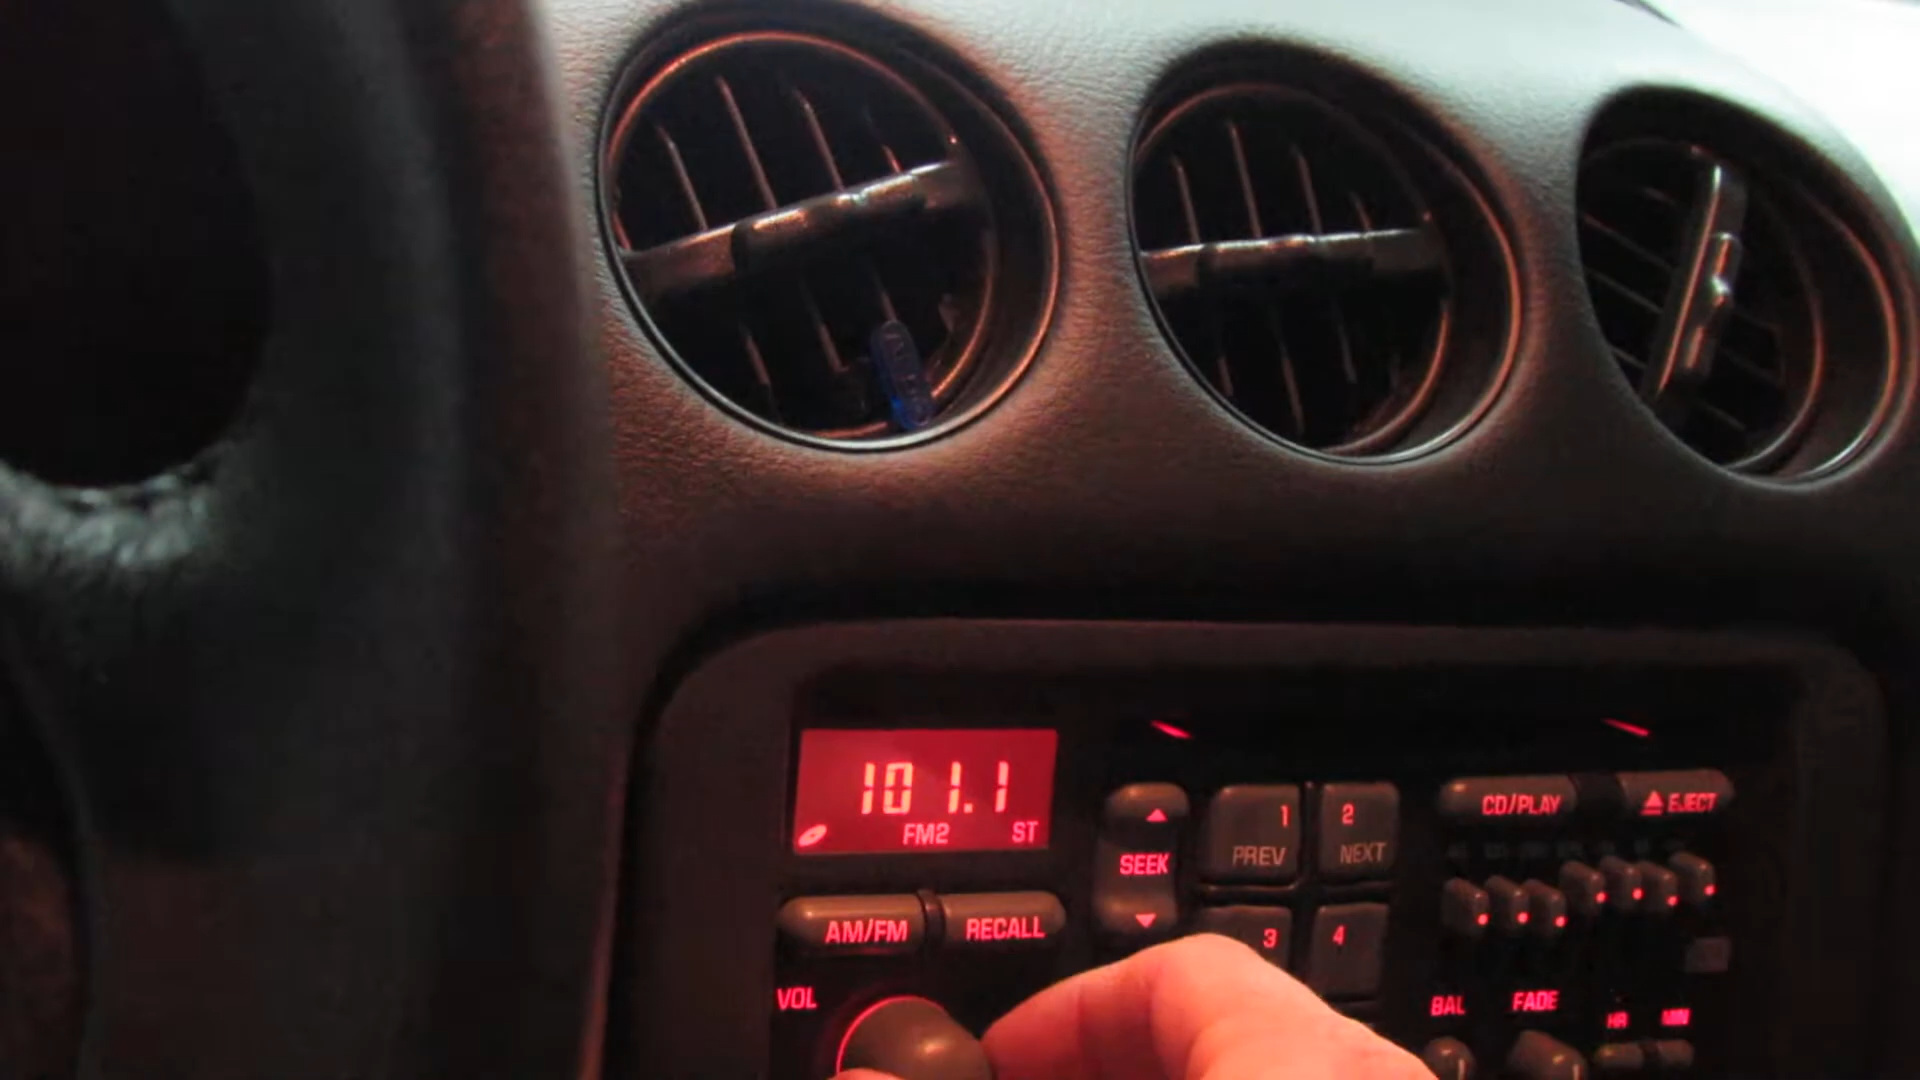 101.1
FM2 ST
AM/FM RECALL
VOL
SEEK
1 PREV
2 NEXT
3
4
CD/PLAY
EJECT
BAL FADE HR MIN